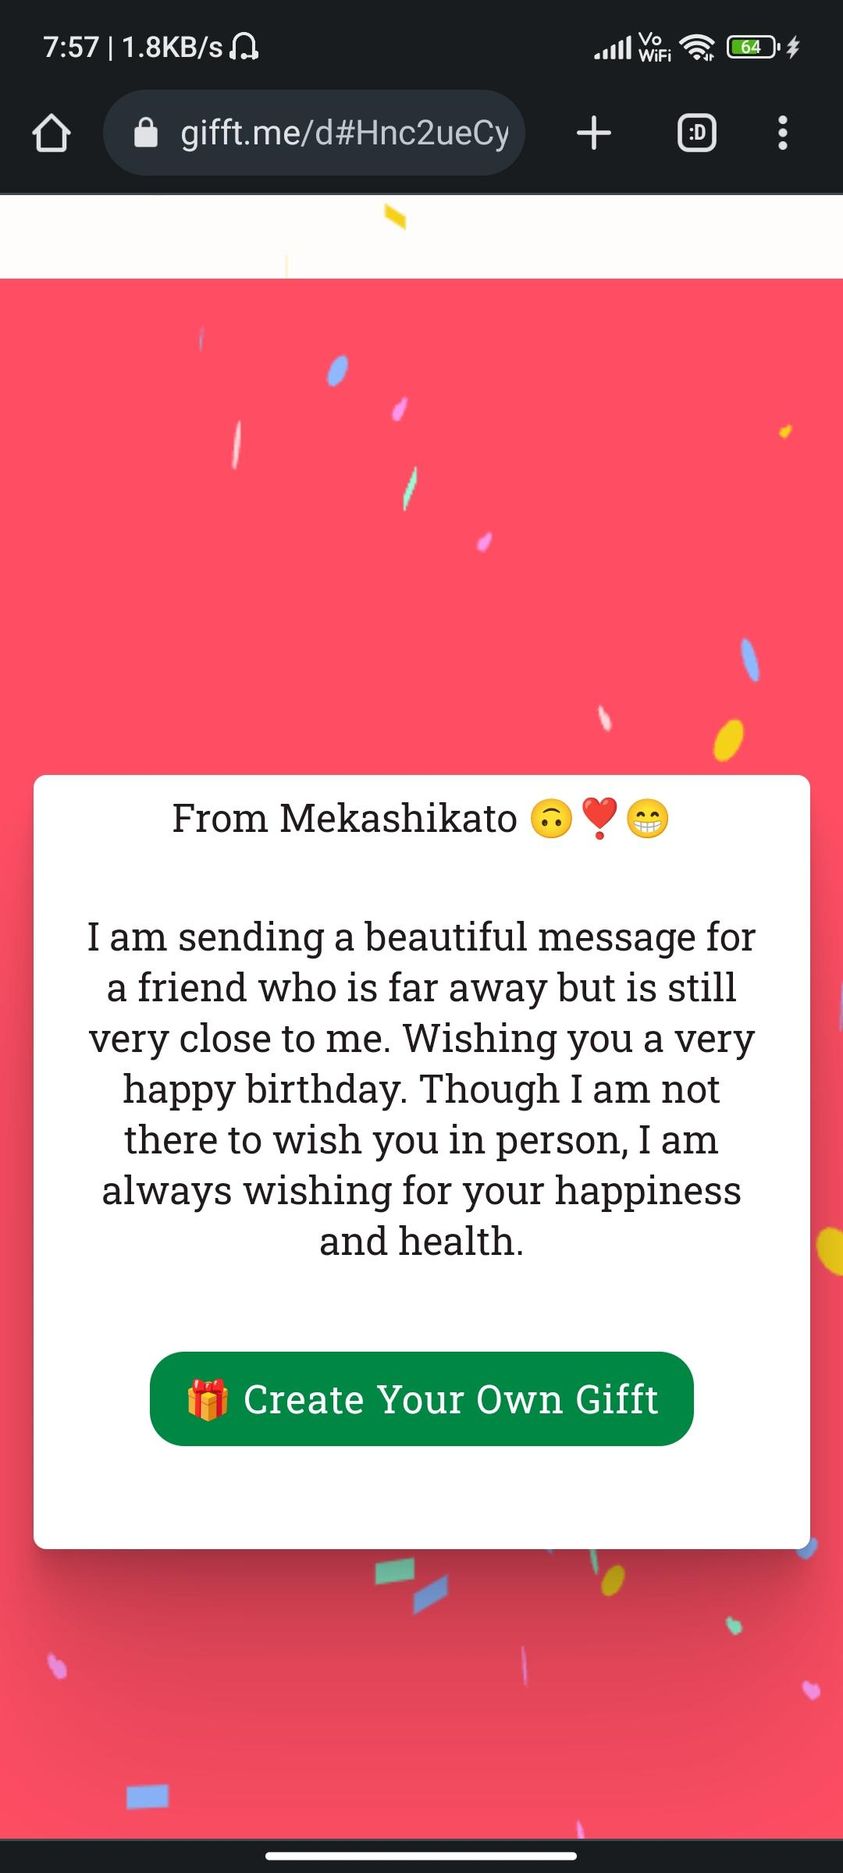 7:57 | 1.8KB/s Vo WiFi 64
gifft.me/d#Hnc2ueCy :D
From Mekashikato 🙃❣️😁
I am sending a beautiful message for
a friend who is far away but is still
very close to me. Wishing you a very
happy birthday. Though I am not
there to wish you in person, I am
always wishing for your happiness
and health.
🎁 Create Your Own Gifft